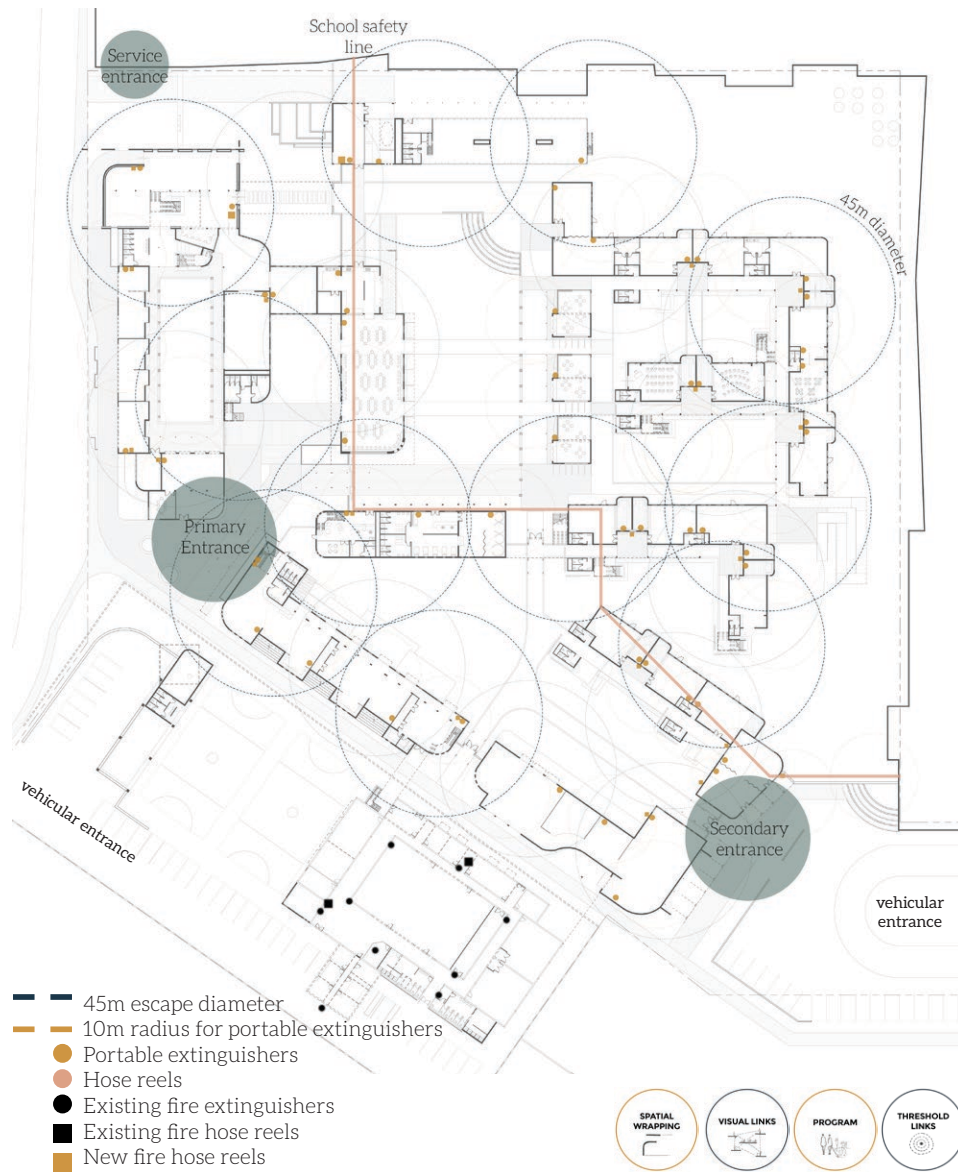 School safety
line
Service
entrance
45m diameter
Primary
Entrance
vehicular entrance
Secondary
entrance
vehicular
entrance
45m escape diameter
10m radius for portable extinguishers
Portable extinguishers
Hose reels
Existing fire extinguishers
Existing fire hose reels
New fire hose reels
SPATIAL
WRAPPING
VISUAL LINKS
PROGRAM
THRESHOLD
LINKS